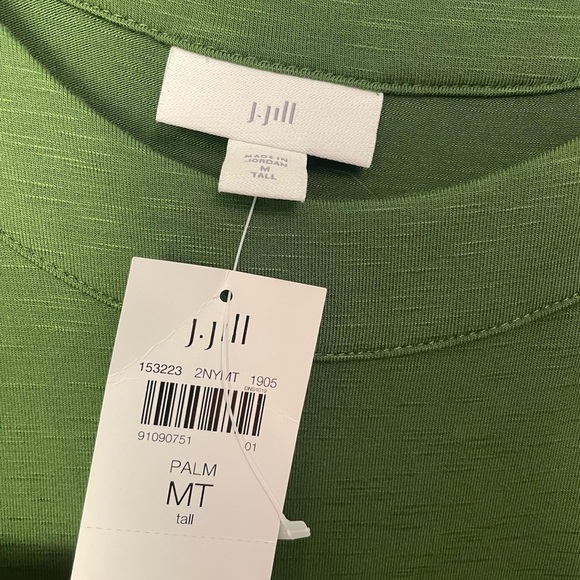 J.Jill
MADE IN
JORDAN
M
TALL
J.Jill
153223 2NYMT 1905
91090751 01
PALM
MT
tall